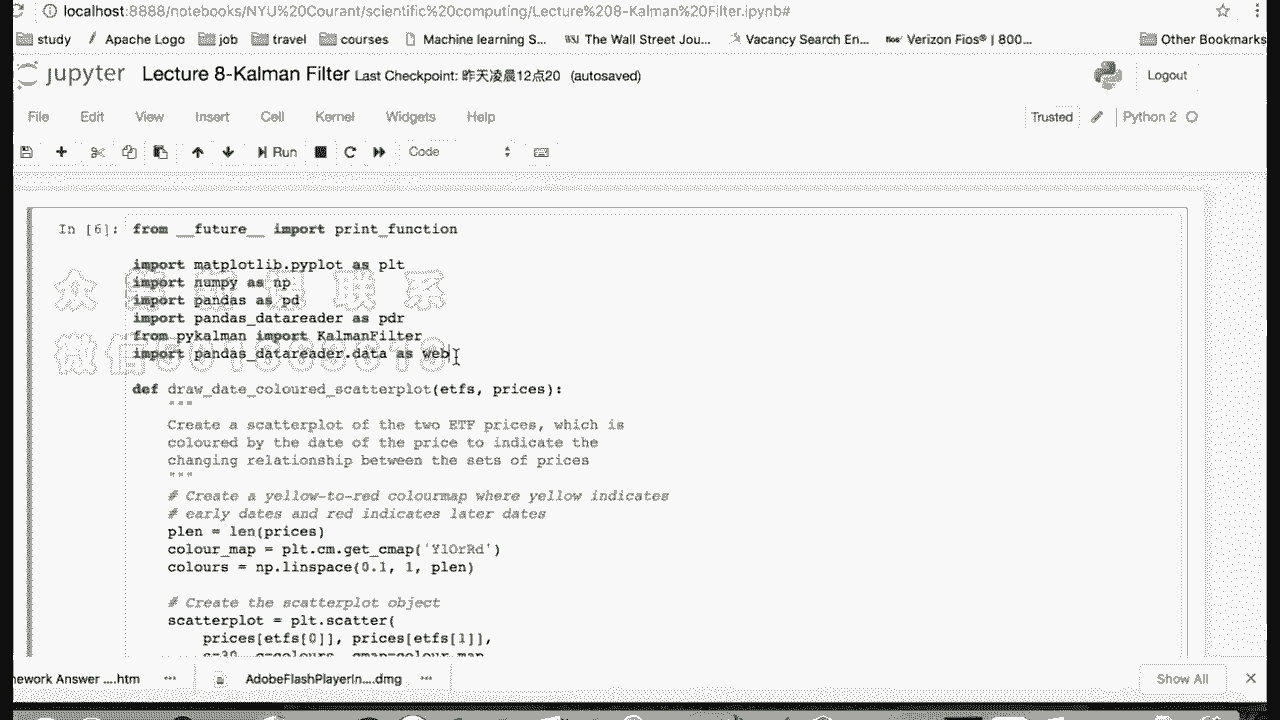 localhost:8888/notebooks/NYU%20Courant/scientific%20computing/Lecture%208-Kalman%20Filter.ipynb#
study Apache Logo job travel courses Machine learning S... WSJ The Wall Street Jou... Vacancy Search En... Verizon Fios® | 800... Other Bookmarks
jupyter Lecture 8-Kalman Filter Last Checkpoint: 昨天凌晨12点20 (autosaved) Logout
File Edit View Insert Cell Kernel Widgets Help Trusted Python 2
Run Code
In [6]: from __future__ import print_function
import matplotlib.pyplot as plt
import numpy as np
import pandas as pd
import pandas_datareader as pdr
from pykalman import KalmanFilter
import pandas_datareader.data as web
def draw_date_coloured_scatterplot(etfs, prices):
"""
Create a scatterplot of the two ETF prices, which is
coloured by the date of the price to indicate the
changing relationship between the sets of prices
"""
# Create a yellow-to-red colourmap where yellow indicates
# early dates and red indicates later dates
plen = len(prices)
colour_map = plt.cm.get_cmap('YlOrRd')
colours = np.linspace(0.1, 1, plen)
# Create the scatterplot object
scatterplot = plt.scatter(
prices[etfs[0]], prices[etfs[1]],
s=30, c=colours, cmap=colour_map
ework Answer ....htm AdobeFlashPlayerIn....dmg Show All